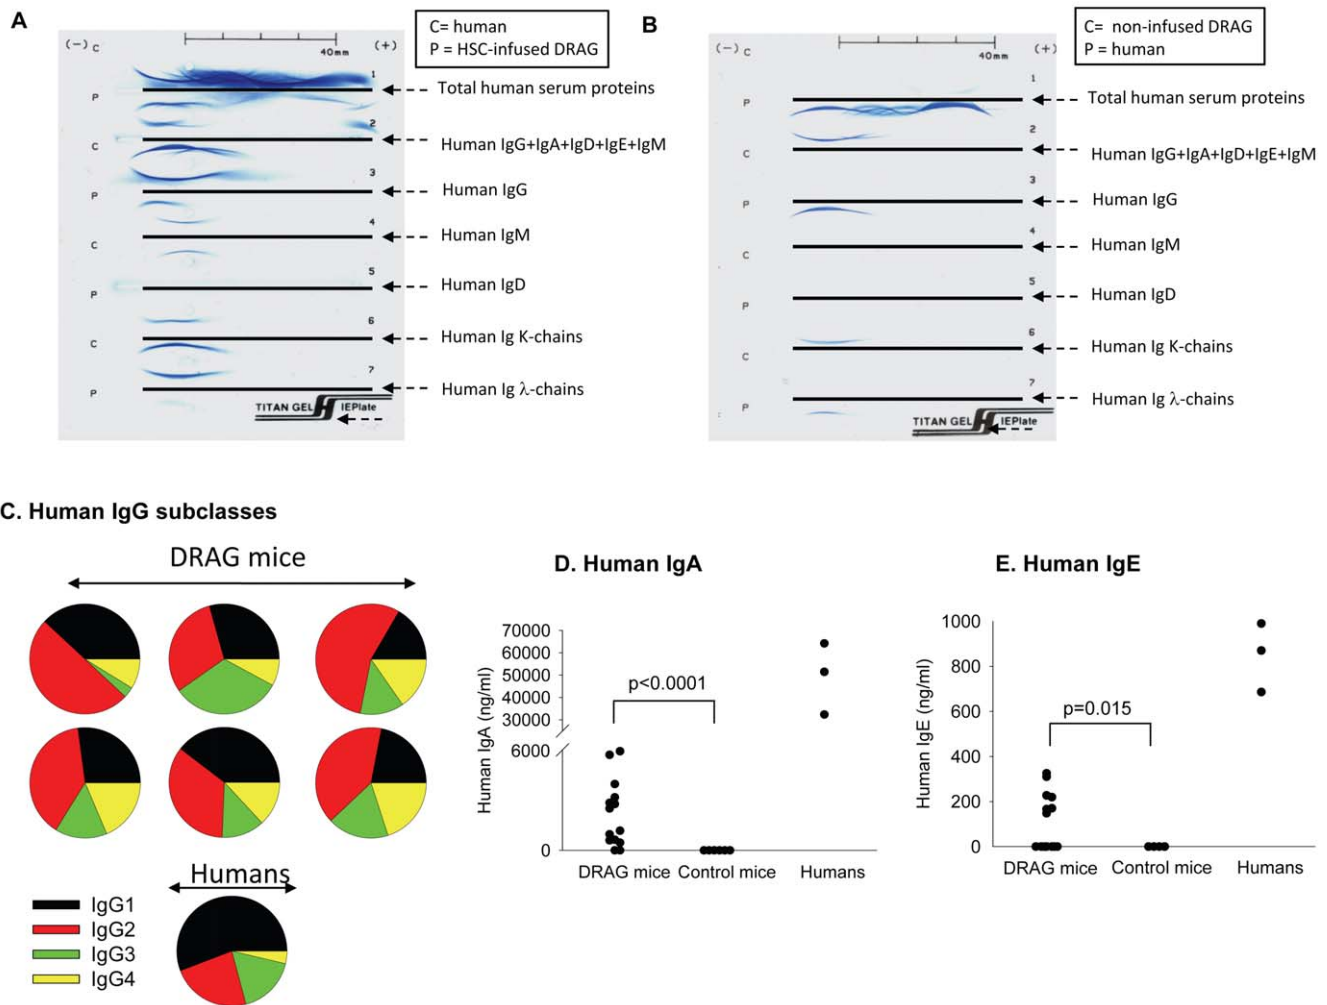 A
C= human
P = HSC-infused DRAG
(-) C
40mm
(+)
1
Total human serum proteins
P
2
Human IgG+IgA+IgD+IgE+IgM
C
3
Human IgG
P
4
Human IgM
C
5
Human IgD
P
6
Human Ig K-chains
C
7
Human Ig λ-chains
P
TITAN GEL H IEPlate
B
C= non-infused DRAG
P = human
(-) C
40mm
(+)
1
Total human serum proteins
P
2
Human IgG+IgA+IgD+IgE+IgM
C
3
Human IgG
P
4
Human IgM
C
5
Human IgD
P
6
Human Ig K-chains
C
7
Human Ig λ-chains
P
TITAN GEL H IEPlate
C. Human IgG subclasses
DRAG mice
Humans
IgG1
IgG2
IgG3
IgG4
D. Human IgA
Human IgA (ng/ml)
70000
60000
50000
40000
30000
6000
0
p<0.0001
DRAG mice Control mice Humans
E. Human IgE
Human IgE (ng/ml)
1000
800
600
400
200
0
p=0.015
DRAG mice Control mice Humans